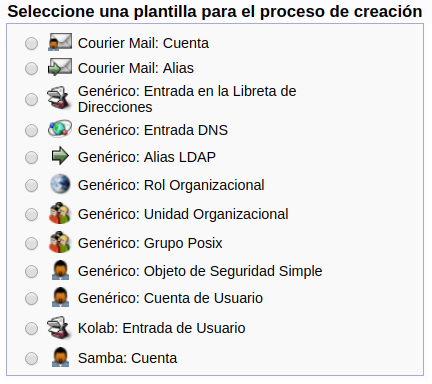 Seleccione una plantilla para el proceso de creación
Courier Mail: Cuenta
Courier Mail: Alias
Genérico: Entrada en la Libreta de
Direcciones
Genérico: Entrada DNS
Genérico: Alias LDAP
Genérico: Rol Organizacional
Genérico: Unidad Organizacional
Genérico: Grupo Posix
Genérico: Objeto de Seguridad Simple
Genérico: Cuenta de Usuario
Kolab: Entrada de Usuario
Samba: Cuenta